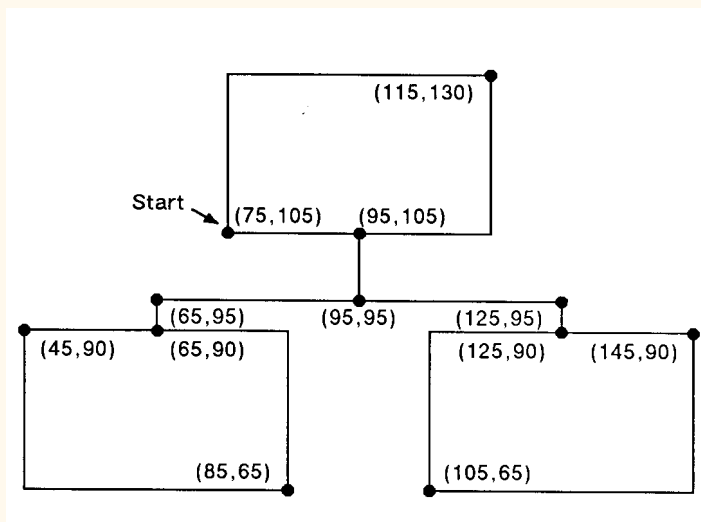 (115,130)
Start
(75,105) (95,105)
(65,95) (95,95) (125,95)
(45,90) (65,90) (125,90) (145,90)
(85,65) (105,65)